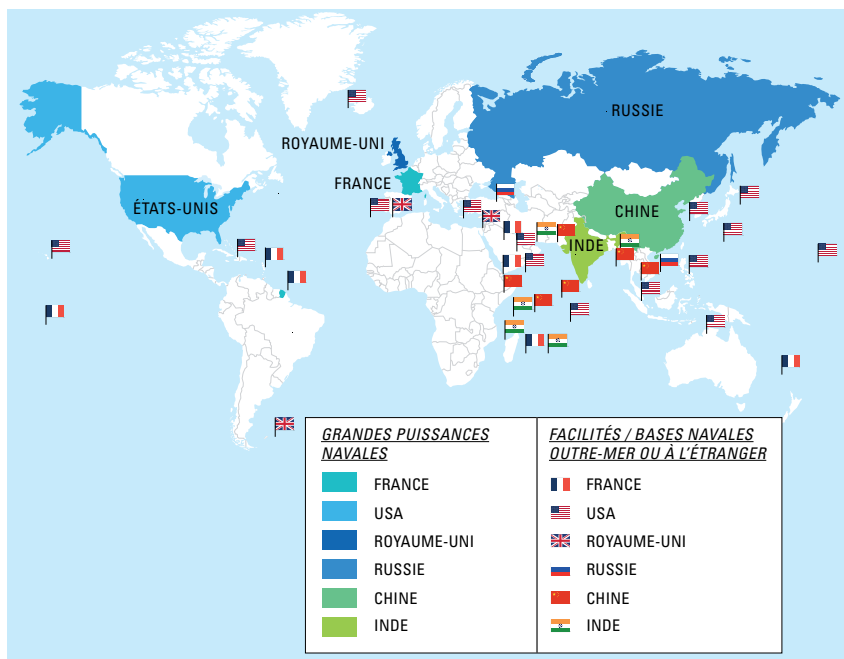 RUSSIE
ROYAUME-UNI
FRANCE
ÉTATS-UNIS
CHINE
INDE
GRANDES PUISSANCES
NAVALES
FRANCE
USA
ROYAUME-UNI
RUSSIE
CHINE
INDE
FACILITÉS / BASES NAVALES
OUTRE-MER OU À L'ÉTRANGER
FRANCE
USA
ROYAUME-UNI
RUSSIE
CHINE
INDE